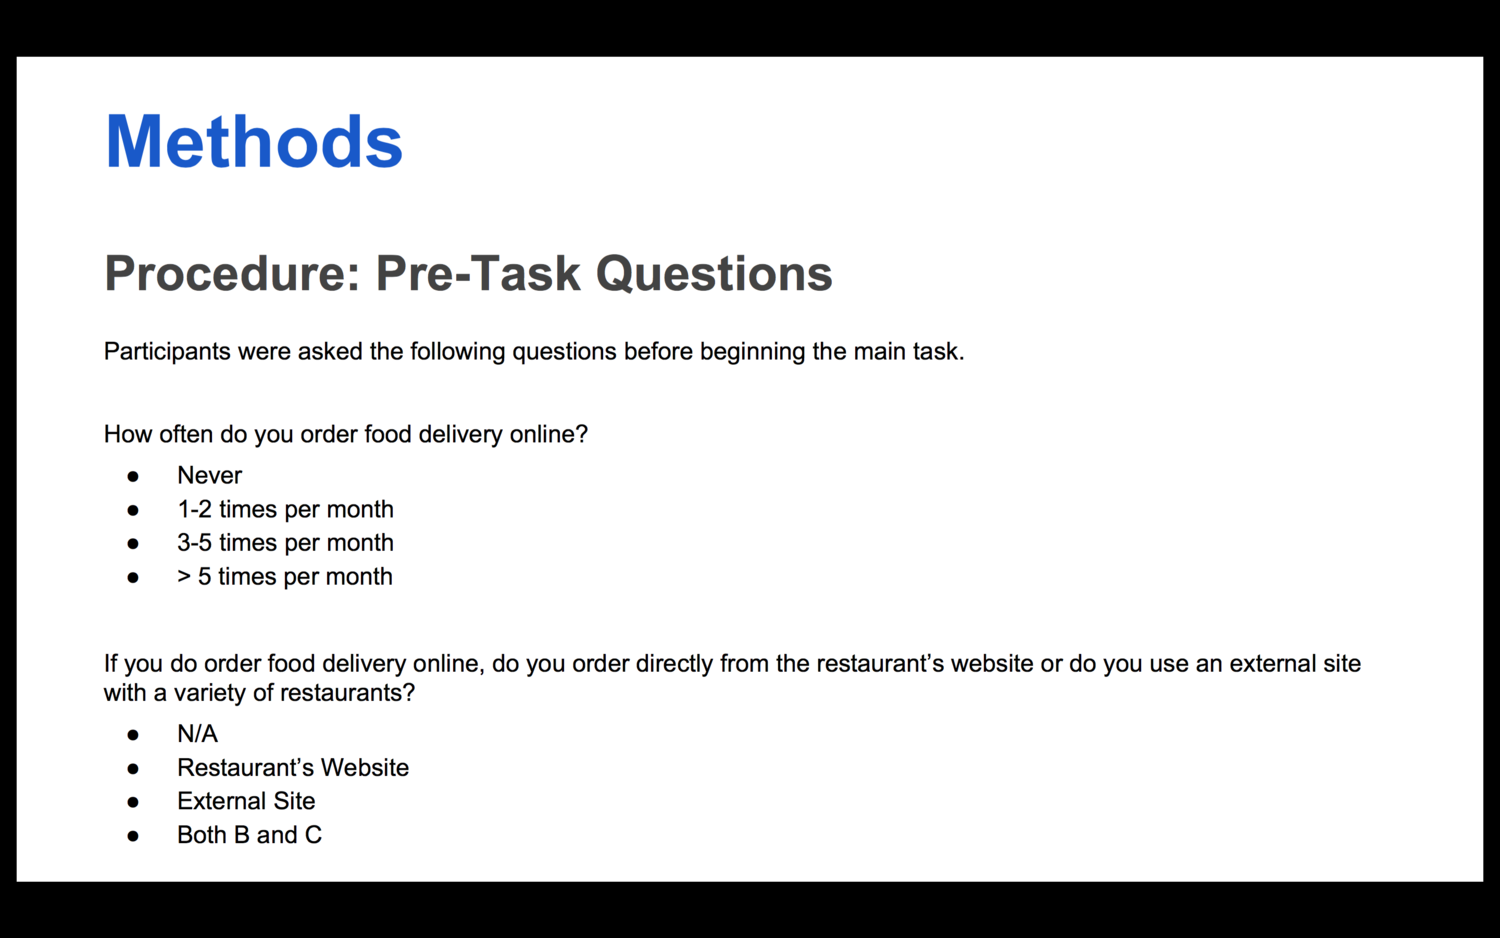 Methods
Procedure: Pre-Task Questions
Participants were asked the following questions before beginning the main task.
How often do you order food delivery online?
● Never
● 1-2 times per month
● 3-5 times per month
● > 5 times per month
If you do order food delivery online, do you order directly from the restaurant’s website or do you use an external site
with a variety of restaurants?
● N/A
● Restaurant’s Website
● External Site
● Both B and C